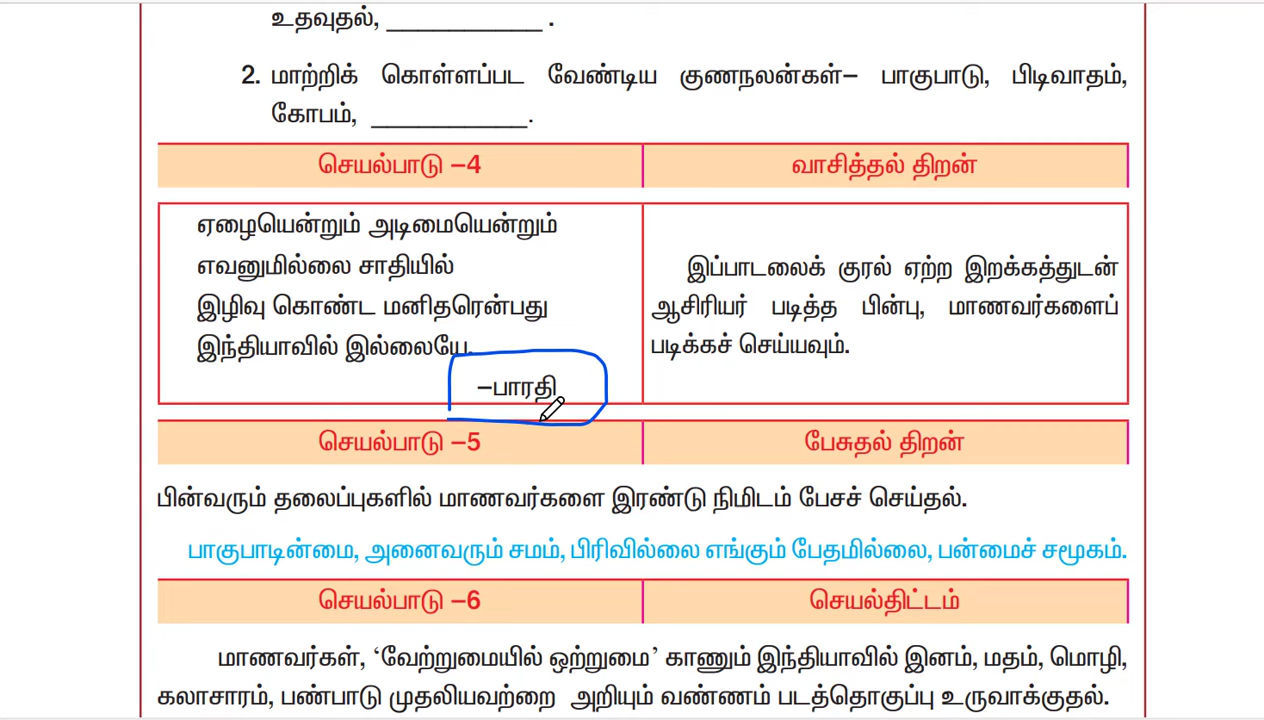 உதவுதல், __________ .
2. மாற்றிக் கொள்ளப்பட வேண்டிய குணநலன்கள்– பாகுபாடு, பிடிவாதம்,
கோபம், __________.
செயல்பாடு –4
வாசித்தல் திறன்
ஏழையென்றும் அடிமையென்றும்
எவனுமில்லை சாதியில்
இழிவு கொண்ட மனிதரென்பது
இந்தியாவில் இல்லையே.
–பாரதி
இப்பாடலைக் குரல் ஏற்ற இறக்கத்துடன்
ஆசிரியர் படித்த பின்பு, மாணவர்களைப்
படிக்கச் செய்யவும்.
செயல்பாடு –5
பேசுதல் திறன்
பின்வரும் தலைப்புகளில் மாணவர்களை இரண்டு நிமிடம் பேசச் செய்தல்.
பாகுபாடின்மை, அனைவரும் சமம், பிரிவில்லை எங்கும் பேதமில்லை, பன்மைச் சமூகம்.
செயல்பாடு –6
செயல்திட்டம்
மாணவர்கள், ‘வேற்றுமையில் ஒற்றுமை’ காணும் இந்தியாவில் இனம், மதம், மொழி,
கலாசாரம், பண்பாடு முதலியவற்றை அறியும் வண்ணம் படத்தொகுப்பு உருவாக்குதல்.